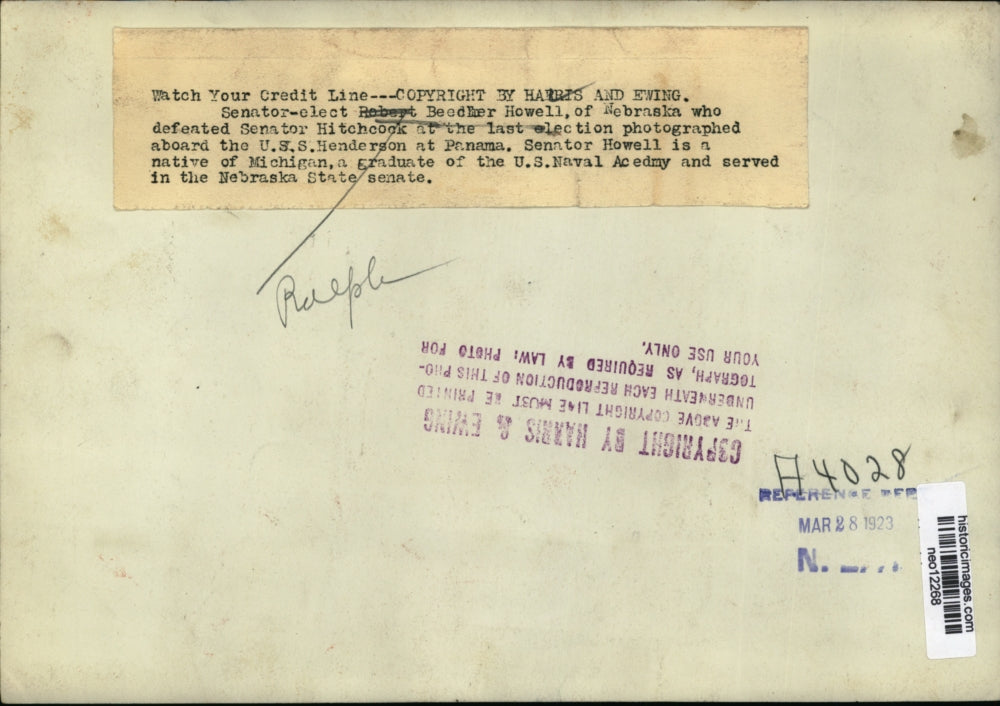 Watch Your Credit Line---COPYRIGHT BY HARRIS AND EWING.
Senator-elect Robert Beecher Howell, of Nebraska who
defeated Senator Hitchcock at the last election photographed
aboard the U.S.S.Henderson at Panama. Senator Howell is a
native of Michigan,a graduate of the U.S.Naval Acedmy and served
in the Nebraska State senate.
Ralph
COPYRIGHT BY HARRIS & EWING
THE ABOVE COPYRIGHT LINE MUST BE PRINTED
UNDERNEATH EACH REPRODUCTION OF THIS PHO-
TOGRAPH, AS REQUIRED BY LAW: PHOTO FOR
YOUR USE ONLY.
A4028
REFERENCE DEP
MAR 28 1923
N.
historicimages.com
neo12268